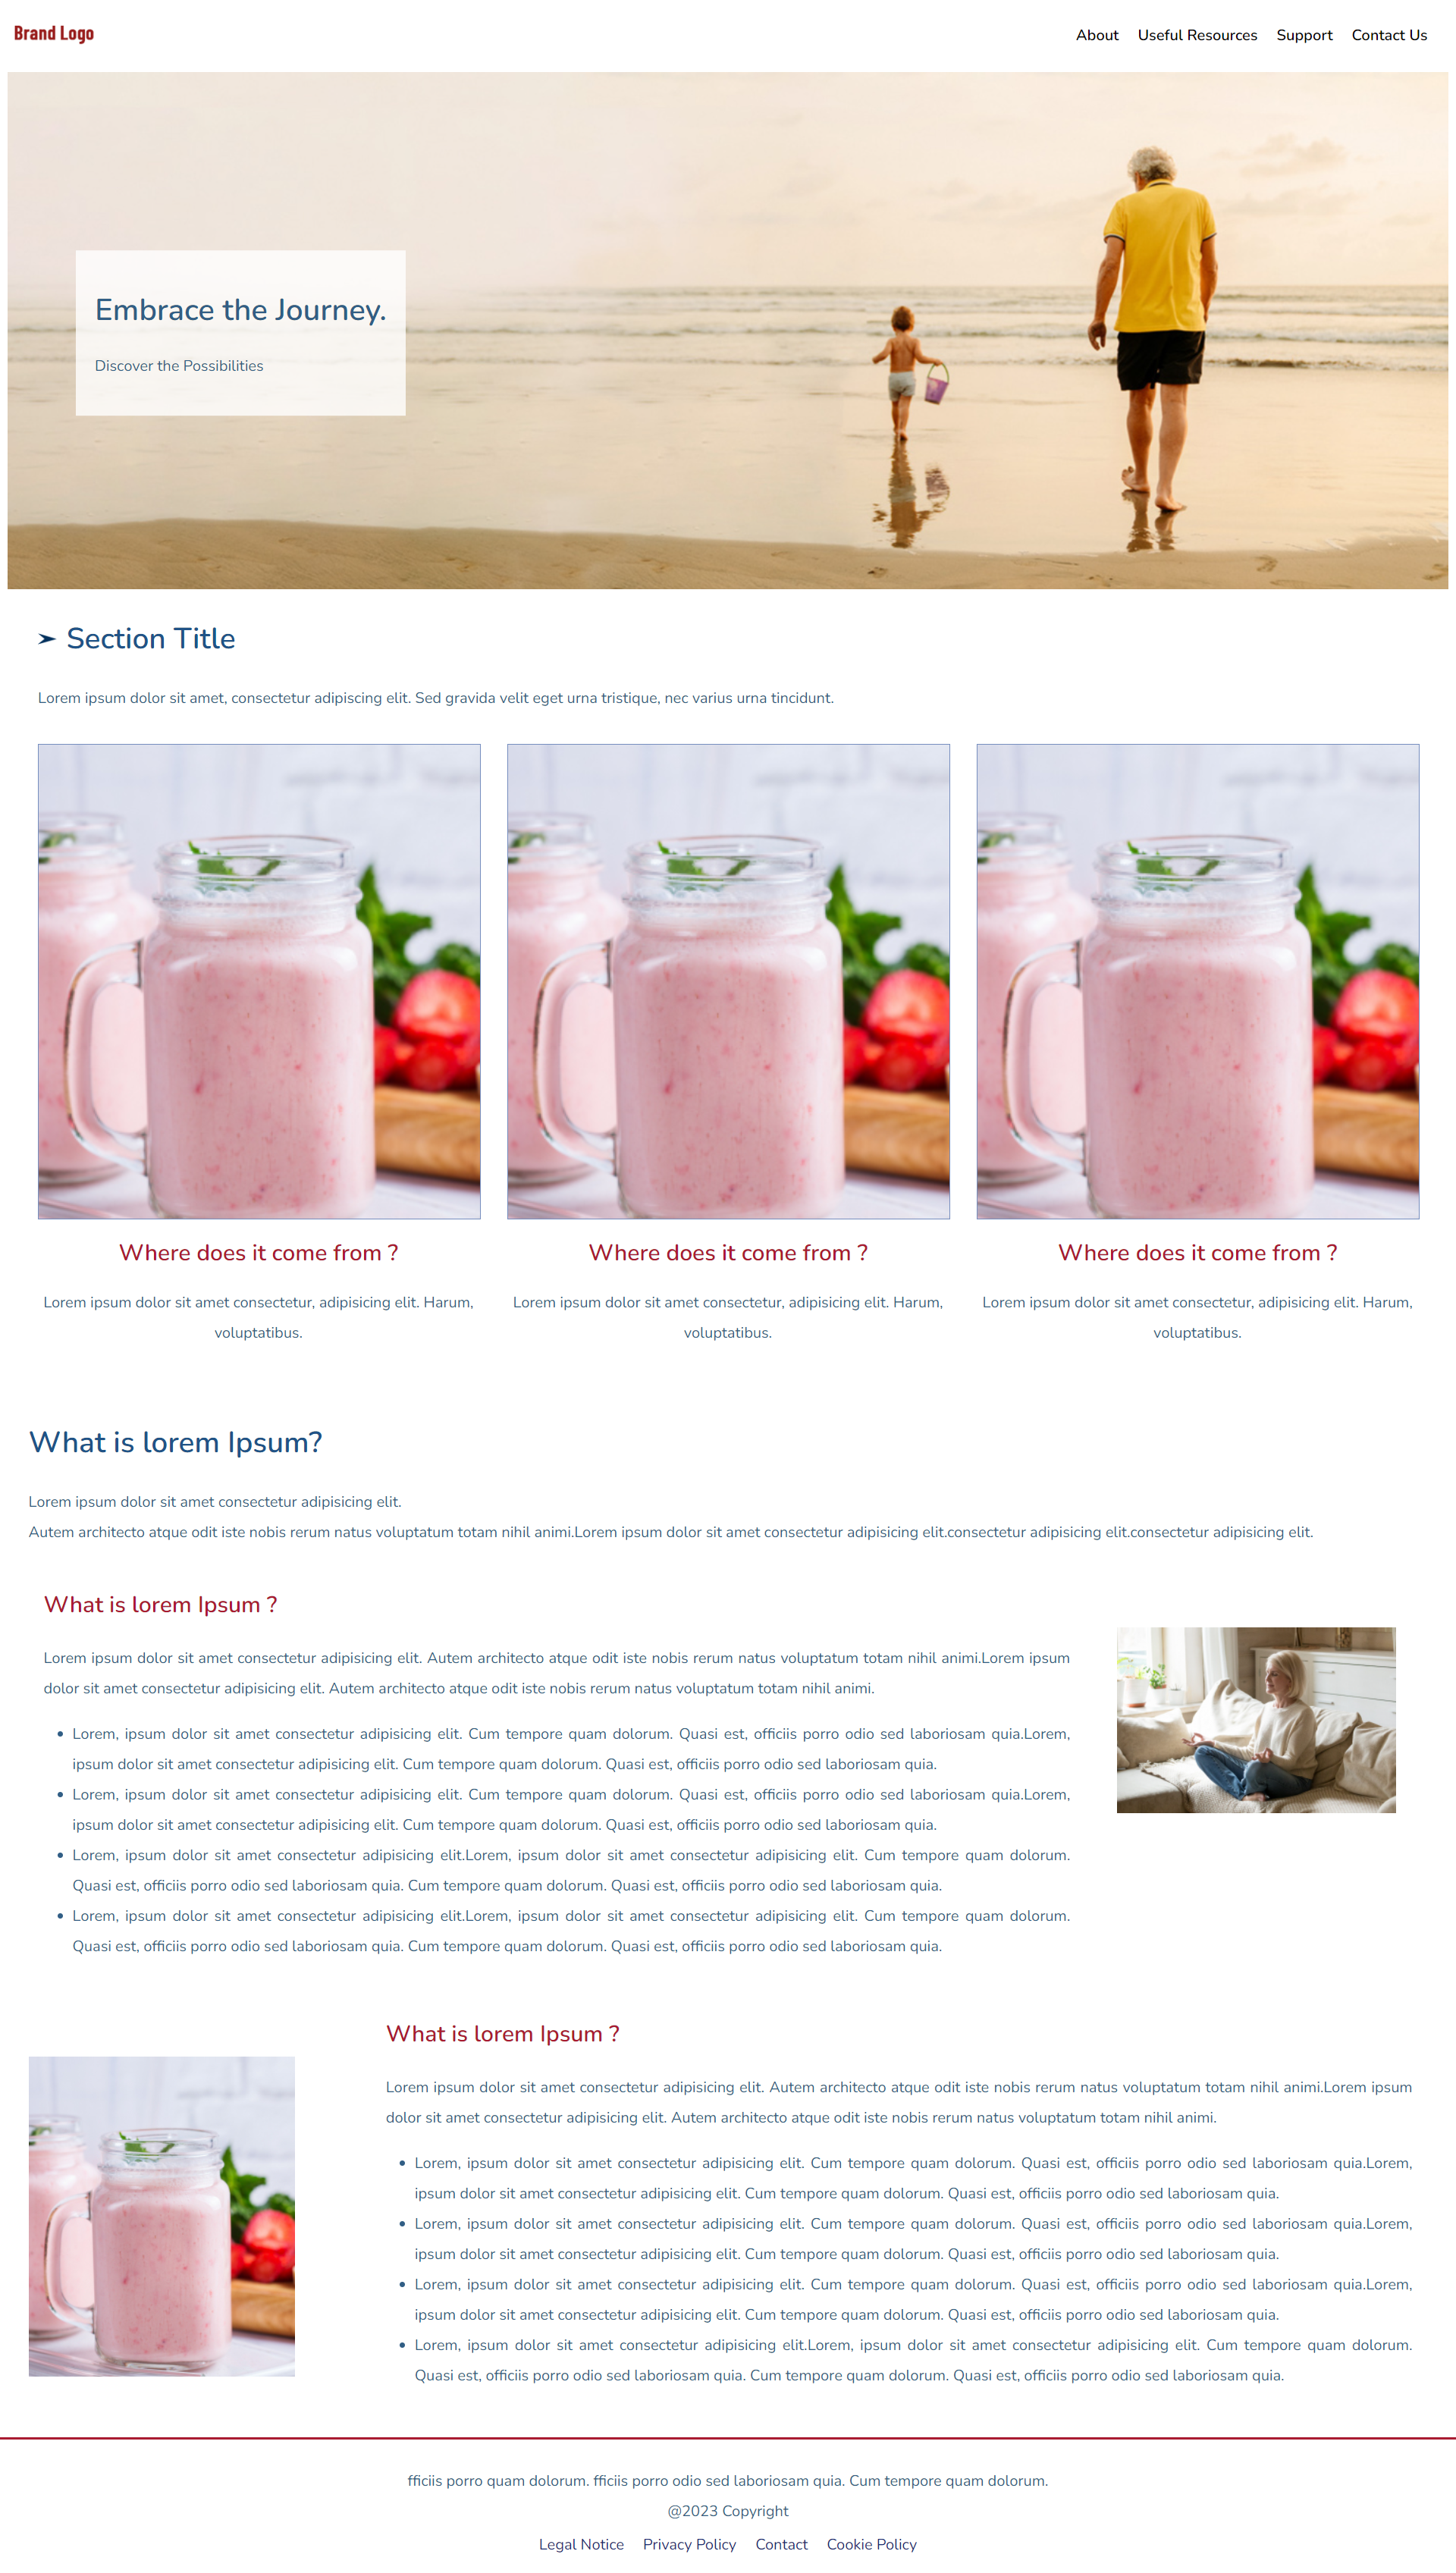 Brand Logo
About Useful Resources Support Contact Us
Embrace the Journey.
Discover the Possibilities
➤ Section Title
Lorem ipsum dolor sit amet, consectetur adipiscing elit. Sed gravida velit eget urna tristique, nec varius urna tincidunt.
Where does it come from ?
Lorem ipsum dolor sit amet consectetur, adipisicing elit. Harum,
voluptatibus.
Where does it come from ?
Lorem ipsum dolor sit amet consectetur, adipisicing elit. Harum,
voluptatibus.
Where does it come from ?
Lorem ipsum dolor sit amet consectetur, adipisicing elit. Harum,
voluptatibus.
What is lorem Ipsum?
Lorem ipsum dolor sit amet consectetur adipisicing elit.
Autem architecto atque odit iste nobis rerum natus voluptatum totam nihil animi.Lorem ipsum dolor sit amet consectetur adipisicing elit.consectetur adipisicing elit.consectetur adipisicing elit.
What is lorem Ipsum ?
Lorem ipsum dolor sit amet consectetur adipisicing elit. Autem architecto atque odit iste nobis rerum natus voluptatum totam nihil animi.Lorem ipsum
dolor sit amet consectetur adipisicing elit. Autem architecto atque odit iste nobis rerum natus voluptatum totam nihil animi.
• Lorem, ipsum dolor sit amet consectetur adipisicing elit. Cum tempore quam dolorum. Quasi est, officiis porro odio sed laboriosam quia.Lorem,
ipsum dolor sit amet consectetur adipisicing elit. Cum tempore quam dolorum. Quasi est, officiis porro odio sed laboriosam quia.
• Lorem, ipsum dolor sit amet consectetur adipisicing elit. Cum tempore quam dolorum. Quasi est, officiis porro odio sed laboriosam quia.Lorem,
ipsum dolor sit amet consectetur adipisicing elit. Cum tempore quam dolorum. Quasi est, officiis porro odio sed laboriosam quia.
• Lorem, ipsum dolor sit amet consectetur adipisicing elit.Lorem, ipsum dolor sit amet consectetur adipisicing elit. Cum tempore quam dolorum.
Quasi est, officiis porro odio sed laboriosam quia. Cum tempore quam dolorum. Quasi est, officiis porro odio sed laboriosam quia.
• Lorem, ipsum dolor sit amet consectetur adipisicing elit.Lorem, ipsum dolor sit amet consectetur adipisicing elit. Cum tempore quam dolorum.
Quasi est, officiis porro odio sed laboriosam quia. Cum tempore quam dolorum. Quasi est, officiis porro odio sed laboriosam quia.
What is lorem Ipsum ?
Lorem ipsum dolor sit amet consectetur adipisicing elit. Autem architecto atque odit iste nobis rerum natus voluptatum totam nihil animi.Lorem ipsum
dolor sit amet consectetur adipisicing elit. Autem architecto atque odit iste nobis rerum natus voluptatum totam nihil animi.
• Lorem, ipsum dolor sit amet consectetur adipisicing elit. Cum tempore quam dolorum. Quasi est, officiis porro odio sed laboriosam quia.Lorem,
ipsum dolor sit amet consectetur adipisicing elit. Cum tempore quam dolorum. Quasi est, officiis porro odio sed laboriosam quia.
• Lorem, ipsum dolor sit amet consectetur adipisicing elit. Cum tempore quam dolorum. Quasi est, officiis porro odio sed laboriosam quia.Lorem,
ipsum dolor sit amet consectetur adipisicing elit. Cum tempore quam dolorum. Quasi est, officiis porro odio sed laboriosam quia.
• Lorem, ipsum dolor sit amet consectetur adipisicing elit. Cum tempore quam dolorum. Quasi est, officiis porro odio sed laboriosam quia.Lorem,
ipsum dolor sit amet consectetur adipisicing elit. Cum tempore quam dolorum. Quasi est, officiis porro odio sed laboriosam quia.
• Lorem, ipsum dolor sit amet consectetur adipisicing elit.Lorem, ipsum dolor sit amet consectetur adipisicing elit. Cum tempore quam dolorum.
Quasi est, officiis porro odio sed laboriosam quia. Cum tempore quam dolorum. Quasi est, officiis porro odio sed laboriosam quia.
fficiis porro quam dolorum. fficiis porro odio sed laboriosam quia. Cum tempore quam dolorum.
@2023 Copyright
Legal Notice Privacy Policy Contact Cookie Policy